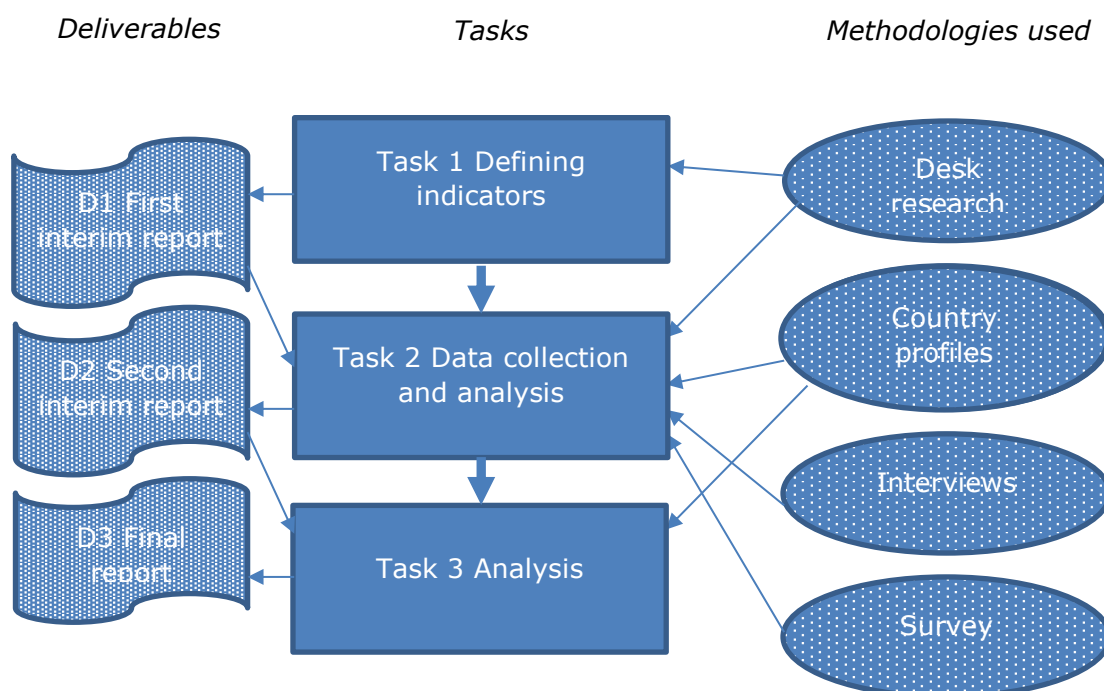 Deliverables
Tasks
Methodologies used
D1 First
interim report
D2 Second
interim report
D3 Final
report
Task 1 Defining
indicators
Task 2 Data collection
and analysis
Task 3 Analysis
Desk
research
Country
profiles
Interviews
Survey